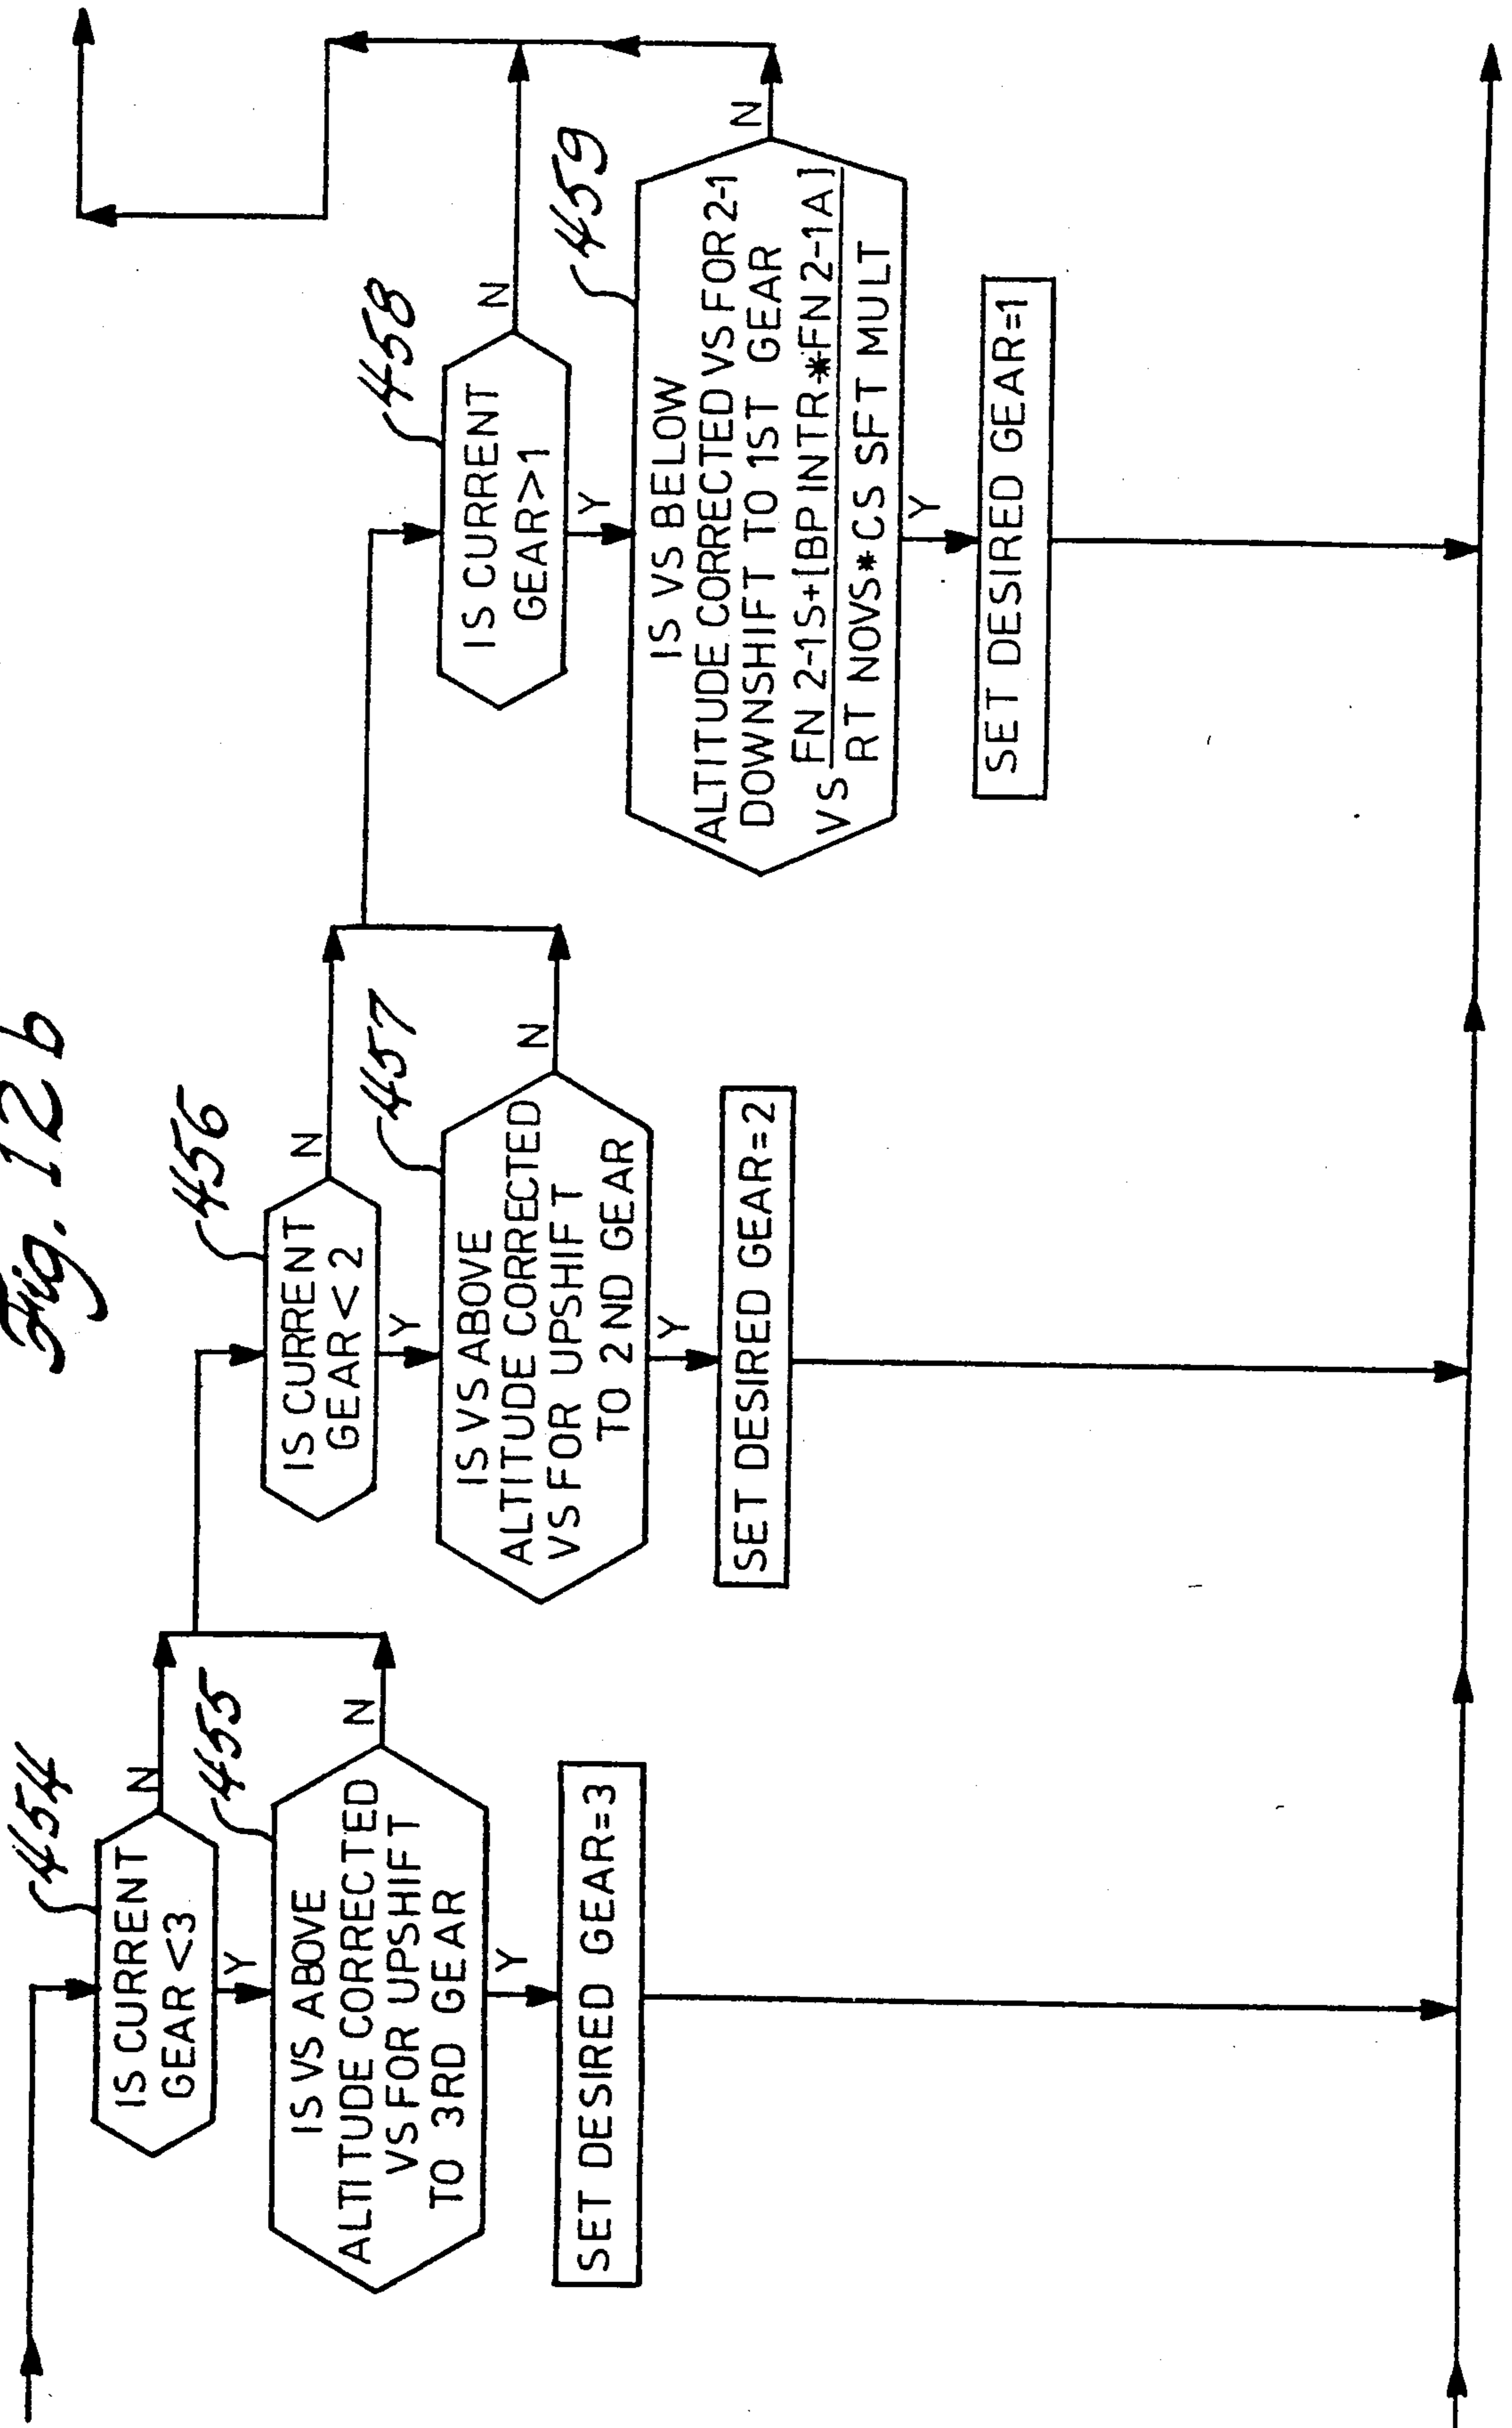 Fig. 12b
454
IS CURRENT
GEAR <3
N
Y
455
IS VS ABOVE
ALTITUDE CORRECTED
VS FOR UPSHIFT
TO 3RD GEAR
N
Y
SET DESIRED GEAR=3
456
IS CURRENT
GEAR < 2
N
Y
457
IS VS ABOVE
ALTITUDE CORRECTED
VS FOR UPSHIFT
TO 2ND GEAR
N
Y
SET DESIRED GEAR=2
458
IS CURRENT
GEAR>1
N
Y
459
IS VS BELOW
ALTITUDE CORRECTED VS FOR 2-1
DOWNSHIFT TO 1ST GEAR
FN 2-1S+[BP INTR*FN 2-1A]
VS
RT NOVS*CS SFT MULT
N
Y
SET DESIRED GEAR=1